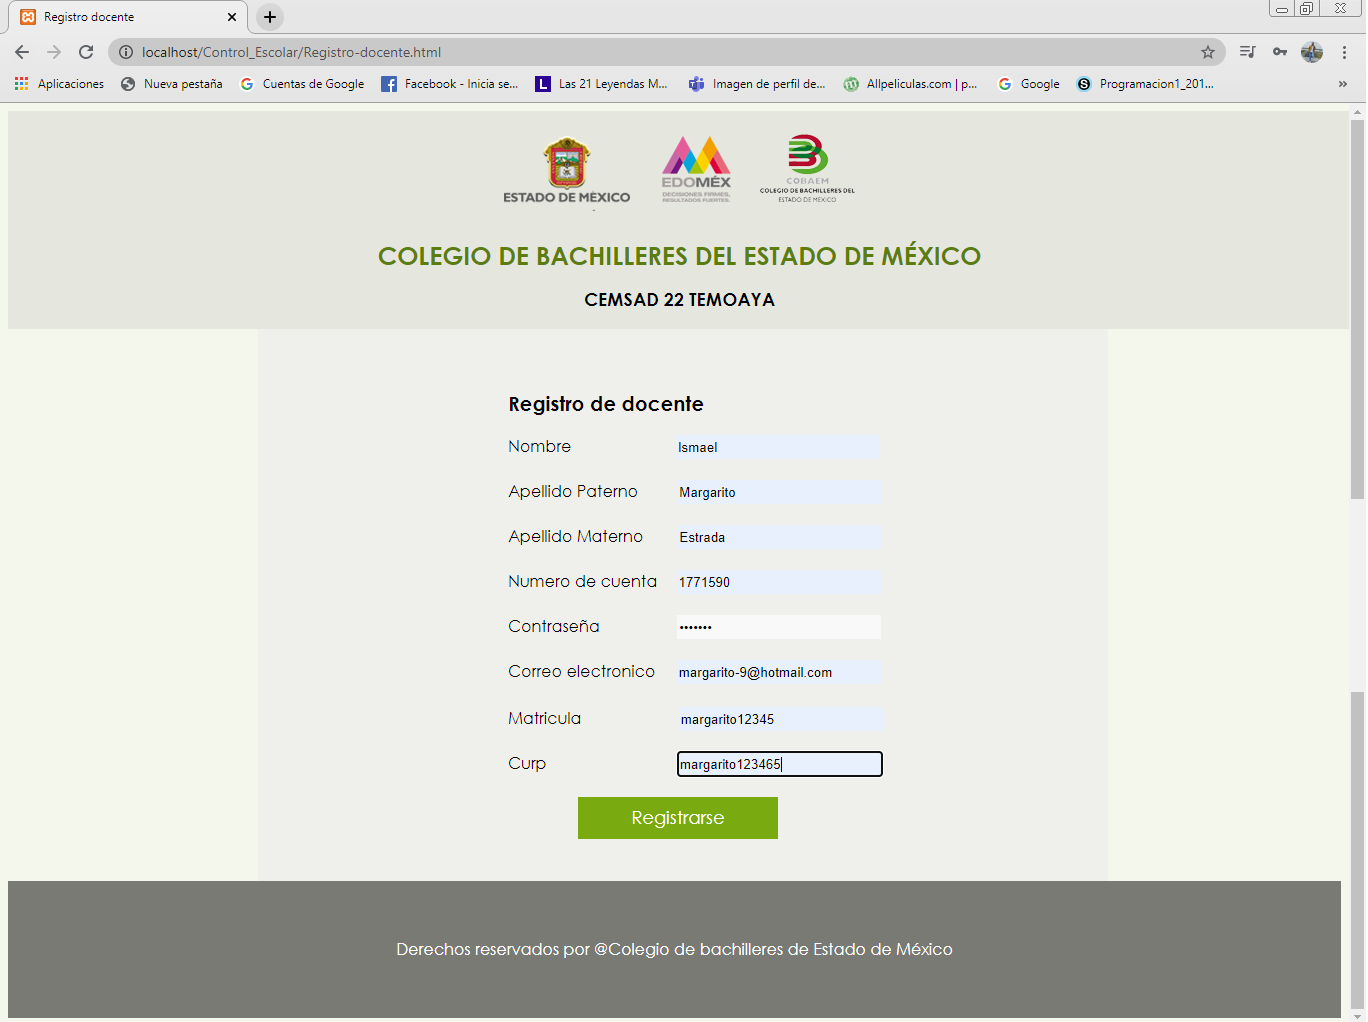 Registro docente
localhost/Control_Escolar/Registro-docente.html
Aplicaciones
Nueva pestaña
Cuentas de Google
Facebook - Inicia se...
L
Las 21 Leyendas M...
Imagen de perfil de...
Allpeliculas.com | p...
Google
S
Programacion1_201...
»
ESTADO DE MÉXICO
EDOMÉX
DECISIONES FIRMES,
RESULTADOS FUERTES.
COBAEM
COLEGIO DE BACHILLERES DEL
ESTADO DE MÉXICO
COLEGIO DE BACHILLERES DEL ESTADO DE MÉXICO
CEMSAD 22 TEMOAYA
Registro de docente
Nombre Ismael
Apellido Paterno Margarito
Apellido Materno Estrada
Numero de cuenta 1771590
Contraseña •••••••
Correo electronico margarito-9@hotmail.com
Matricula margarito12345
Curp margarito123465
Registrarse
Derechos reservados por @Colegio de bachilleres de Estado de México